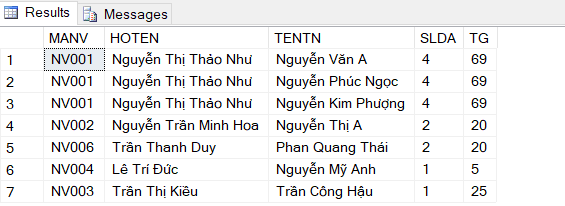 Results Messages
MANV HOTEN TENTN SLDA TG
1 NV001 Nguyễn Thị Thảo Như Nguyễn Văn A 4 69
2 NV001 Nguyễn Thị Thảo Như Nguyễn Phúc Ngọc 4 69
3 NV001 Nguyễn Thị Thảo Như Nguyễn Kim Phượng 4 69
4 NV002 Nguyễn Trần Minh Hoa Nguyễn Thị A 2 20
5 NV006 Trần Thanh Duy Phan Quang Thái 2 20
6 NV004 Lê Trí Đức Nguyễn Mỹ Anh 1 5
7 NV003 Trần Thị Kiều Trần Công Hậu 1 25